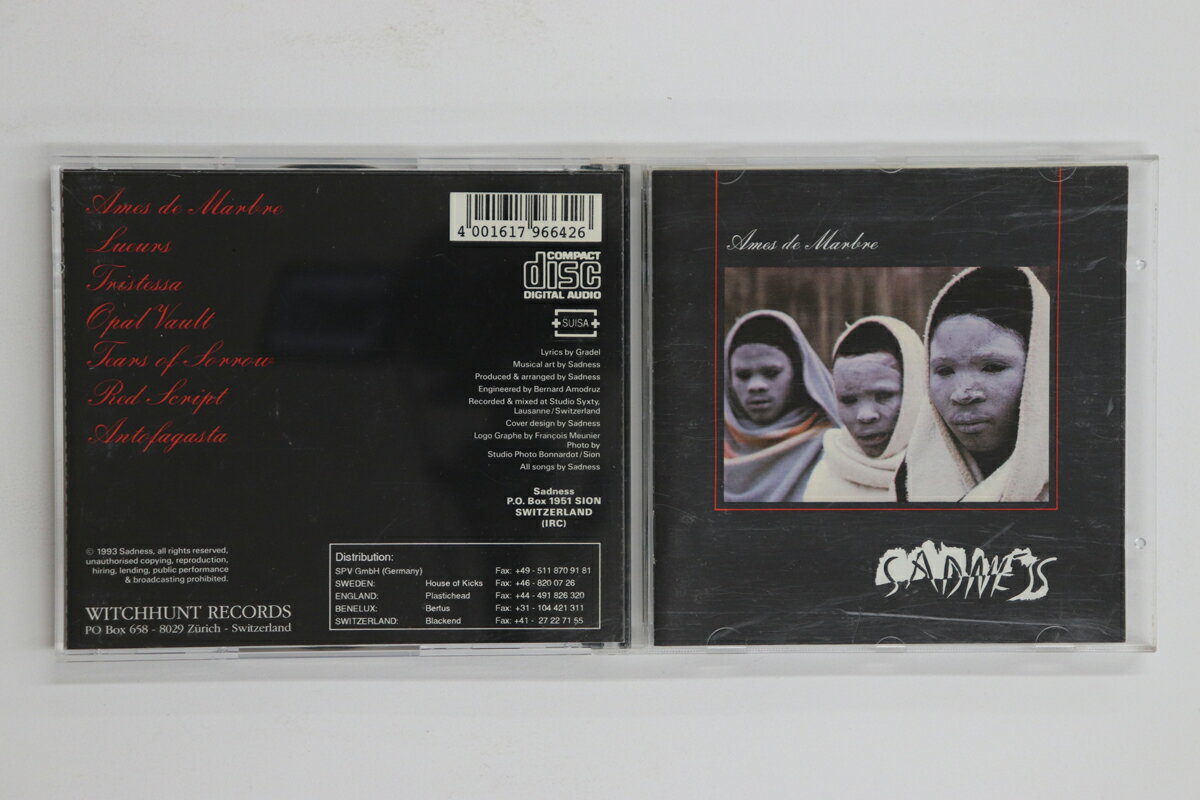 Ames de Marbre
Lueurs
Tristessa
Opal Vault
Tears of Sorrow
Red Script
Antofagasta
4 001617 966426
COMPACT
disc
DIGITAL AUDIO
SUISA
Lyrics by Gradel
Musical art by Sadness
Produced & arranged by Sadness
Engineered by Bernard Amodruz
Recorded & mixed at Studio Syxty,
Lausanne/Switzerland
Cover design by Sadness
Logo Graphe by François Meunier
Photo by
Studio Photo Bonnardot/Sion
All songs by Sadness
Sadness
P.O. Box 1951 SION
SWITZERLAND
(IRC)
© 1993 Sadness, all rights reserved,
unauthorised copying, reproduction,
hiring, lending, public performance
& broadcasting prohibited.
WITCHHUNT RECORDS
PO Box 658 - 8029 Zürich - Switzerland
Distribution:
SPV GmbH (Germany) Fax: +49 - 511 870 91 81
SWEDEN: House of Kicks Fax: +46 - 820 07 26
ENGLAND: Plastichead Fax: +44 - 491 826 320
BENELUX: Bertus Fax: +31 - 104 421 311
SWITZERLAND: Blackend Fax: +41 - 27 22 71 55
Ames de Marbre
SADNESS